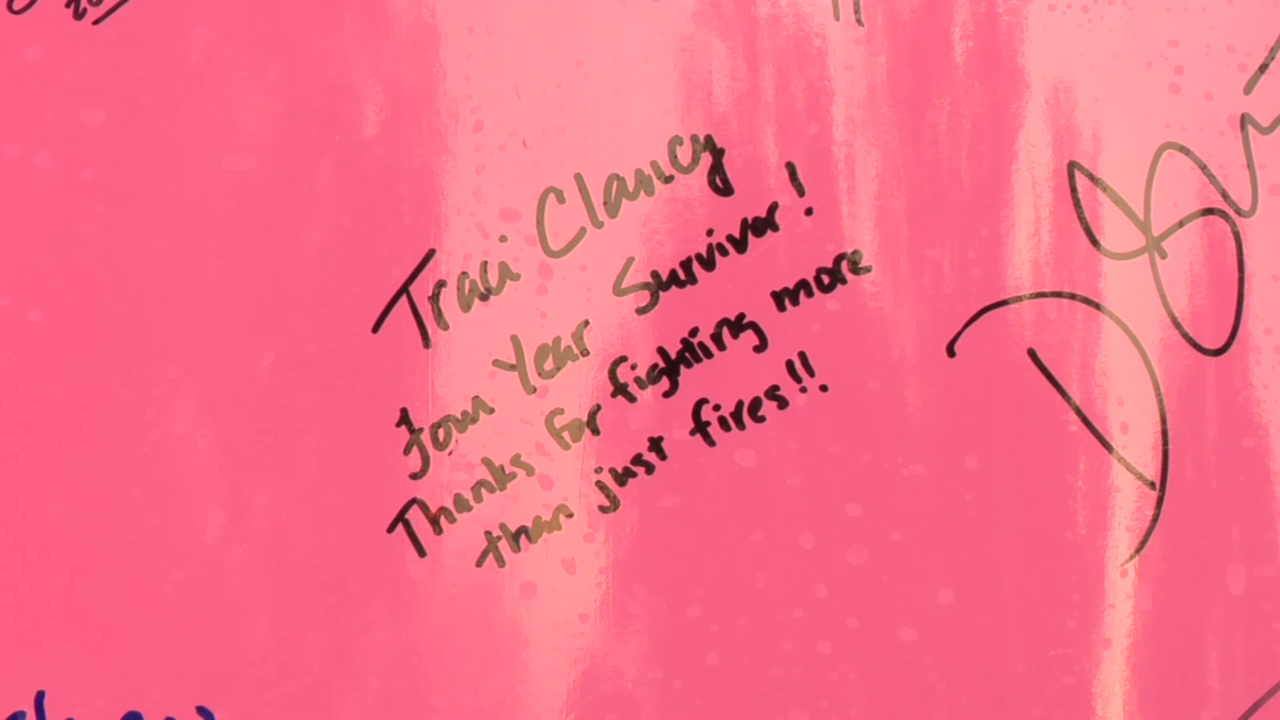 Traci Clancy
Four Year Survivor!
Thanks for fighting more
than just fires!!